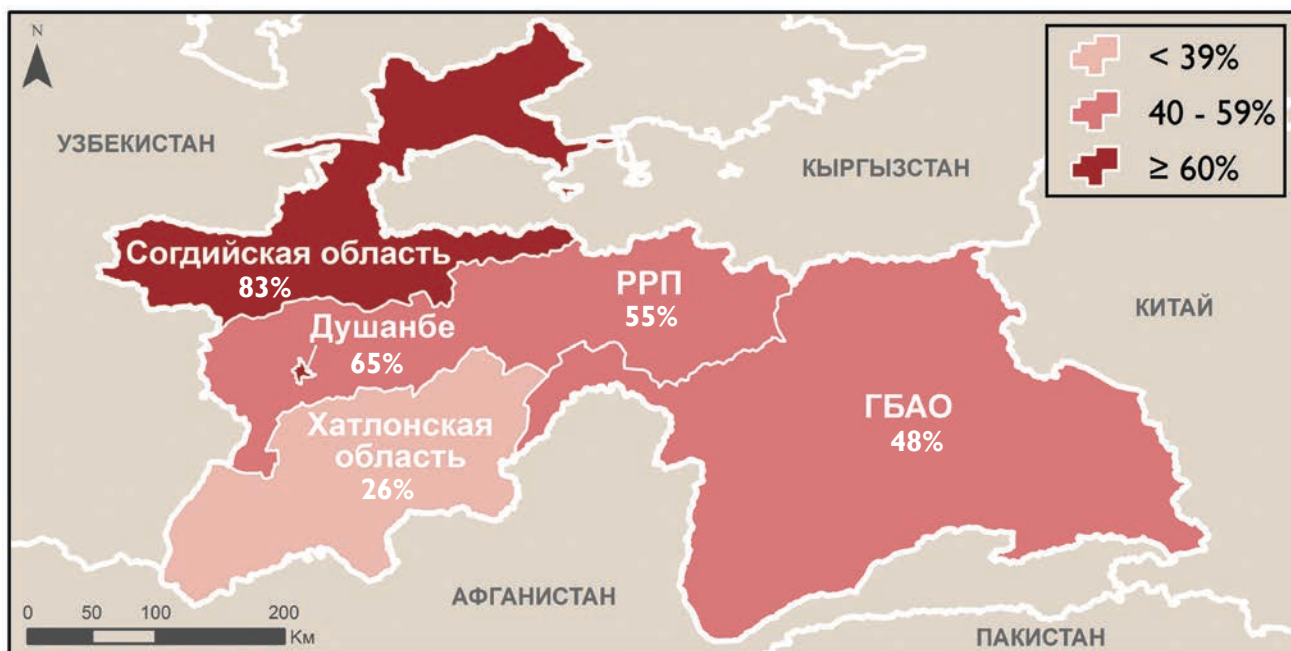 N
< 39%
40 - 59%
≥ 60%
УЗБЕКИСТАН
КЫРГЫЗСТАН
Согдийская область
83%
РРП
55%
КИТАЙ
Душанбе
65%
ГБАО
48%
Хатлонская
область
26%
АФГАНИСТАН
ПАКИСТАН
0 50 100 200
Км